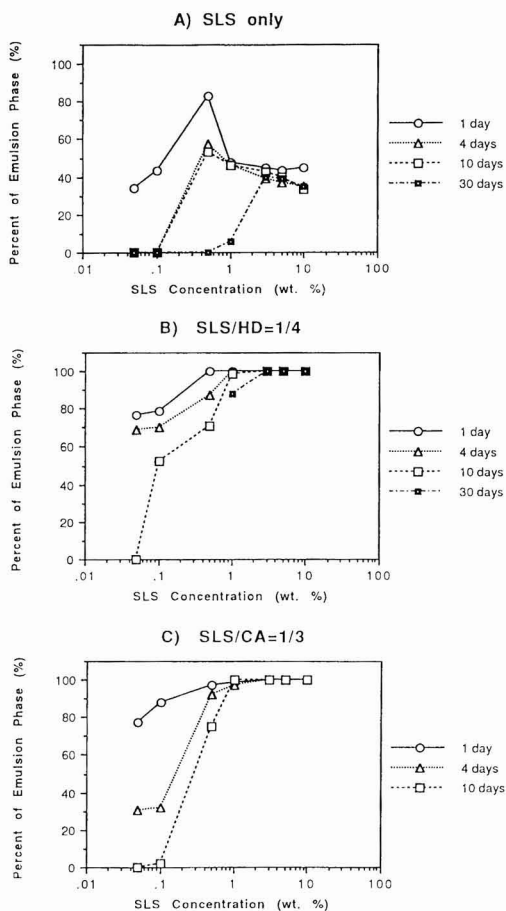 A) SLS only
Percent of Emulsion Phase (%)
100
80
60
40
20
0
.01 .1 1 10 100
SLS Concentration (wt. %)
1 day
4 days
10 days
30 days
B) SLS/HD=1/4
Percent of Emulsion Phase (%)
100
80
60
40
20
0
.01 .1 1 10 100
SLS Concentration (wt. %)
1 day
4 days
10 days
30 days
C) SLS/CA=1/3
Percent of Emulsion Phase (%)
100
80
60
40
20
0
.01 .1 1 10 100
SLS Concentration (wt. %)
1 day
4 days
10 days